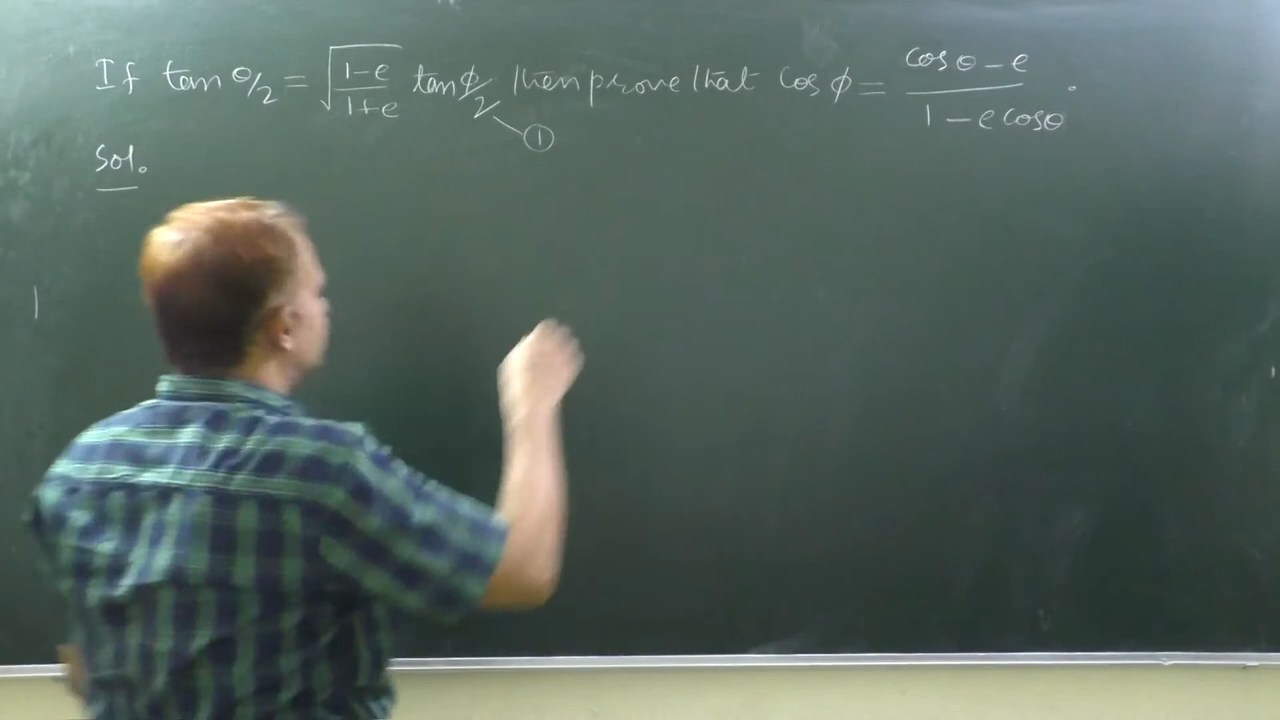 If tan θ/2 = √((1-e)/(1+e)) tan φ/2 then prove that cos φ = (cos θ - e)/(1 - e cos θ).
①
Sol.